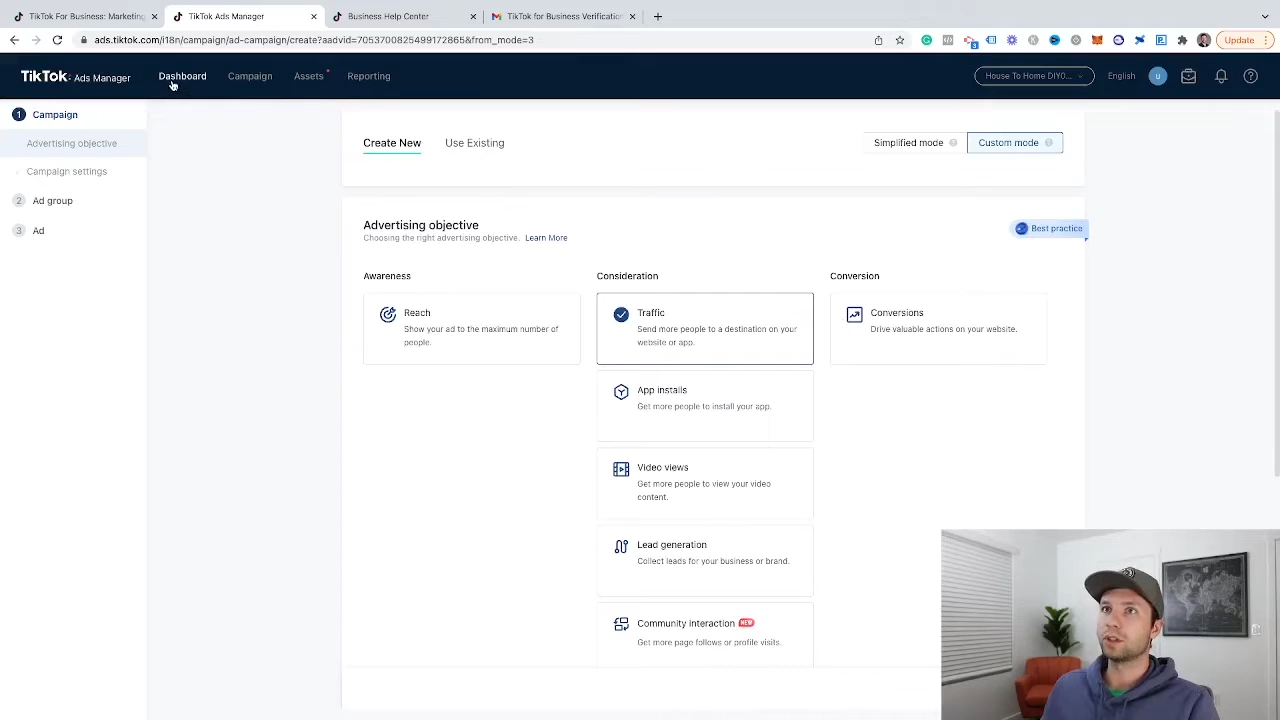 TikTok For Business: Marketing
TikTok Ads Manager
Business Help Center
TikTok for Business Verification
ads.tiktok.com/i18n/campaign/ad-campaign/create?aadvid=7053700825499172865&from_mode=3
Update
TikTok: Ads Manager
Dashboard
Campaign
Assets
Reporting
House To Home DIY0...
English
u
1 Campaign
Advertising objective
Campaign settings
2 Ad group
3 Ad
Create New
Use Existing
Simplified mode
Custom mode
Advertising objective
Choosing the right advertising objective. Learn More
Best practice
Awareness
Reach
Show your ad to the maximum number of
people.
Consideration
Traffic
Send more people to a destination on your
website or app.
App installs
Get more people to install your app.
Video views
Get more people to view your video
content.
Lead generation
Collect leads for your business or brand.
Community interaction NEW
Get more page follows or profile visits.
Conversion
Conversions
Drive valuable actions on your website.